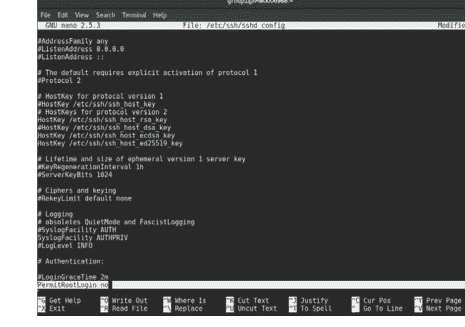 File Edit View Search Terminal Help
GNU nano 2.5.3 File: /etc/ssh/sshd_config Modifie
#AddressFamily any
#ListenAddress 0.0.0.0
#ListenAddress ::
# The default requires explicit activation of protocol 1
#Protocol 2
# HostKey for protocol version 1
#HostKey /etc/ssh/ssh_host_key
# HostKeys for protocol version 2
HostKey /etc/ssh/ssh_host_rsa_key
#HostKey /etc/ssh/ssh_host_dsa_key
HostKey /etc/ssh/ssh_host_ecdsa_key
HostKey /etc/ssh/ssh_host_ed25519_key
# Lifetime and size of ephemeral version 1 server key
#KeyRegenerationInterval 1h
#ServerKeyBits 1024
# Ciphers and keying
#RekeyLimit default none
# Logging
# obsoletes QuietMode and FascistLogging
#SyslogFacility AUTH
SyslogFacility AUTHPRIV
#LogLevel INFO
# Authentication:
#LoginGraceTime 2m
PermitRootLogin no
^G Get Help ^O Write Out ^W Where Is ^K Cut Text ^J Justify ^C Cur Pos ^Y Prev Page
^X Exit ^R Read File ^\ Replace ^U Uncut Text ^T To Spell ^_ Go To Line ^V Next Page